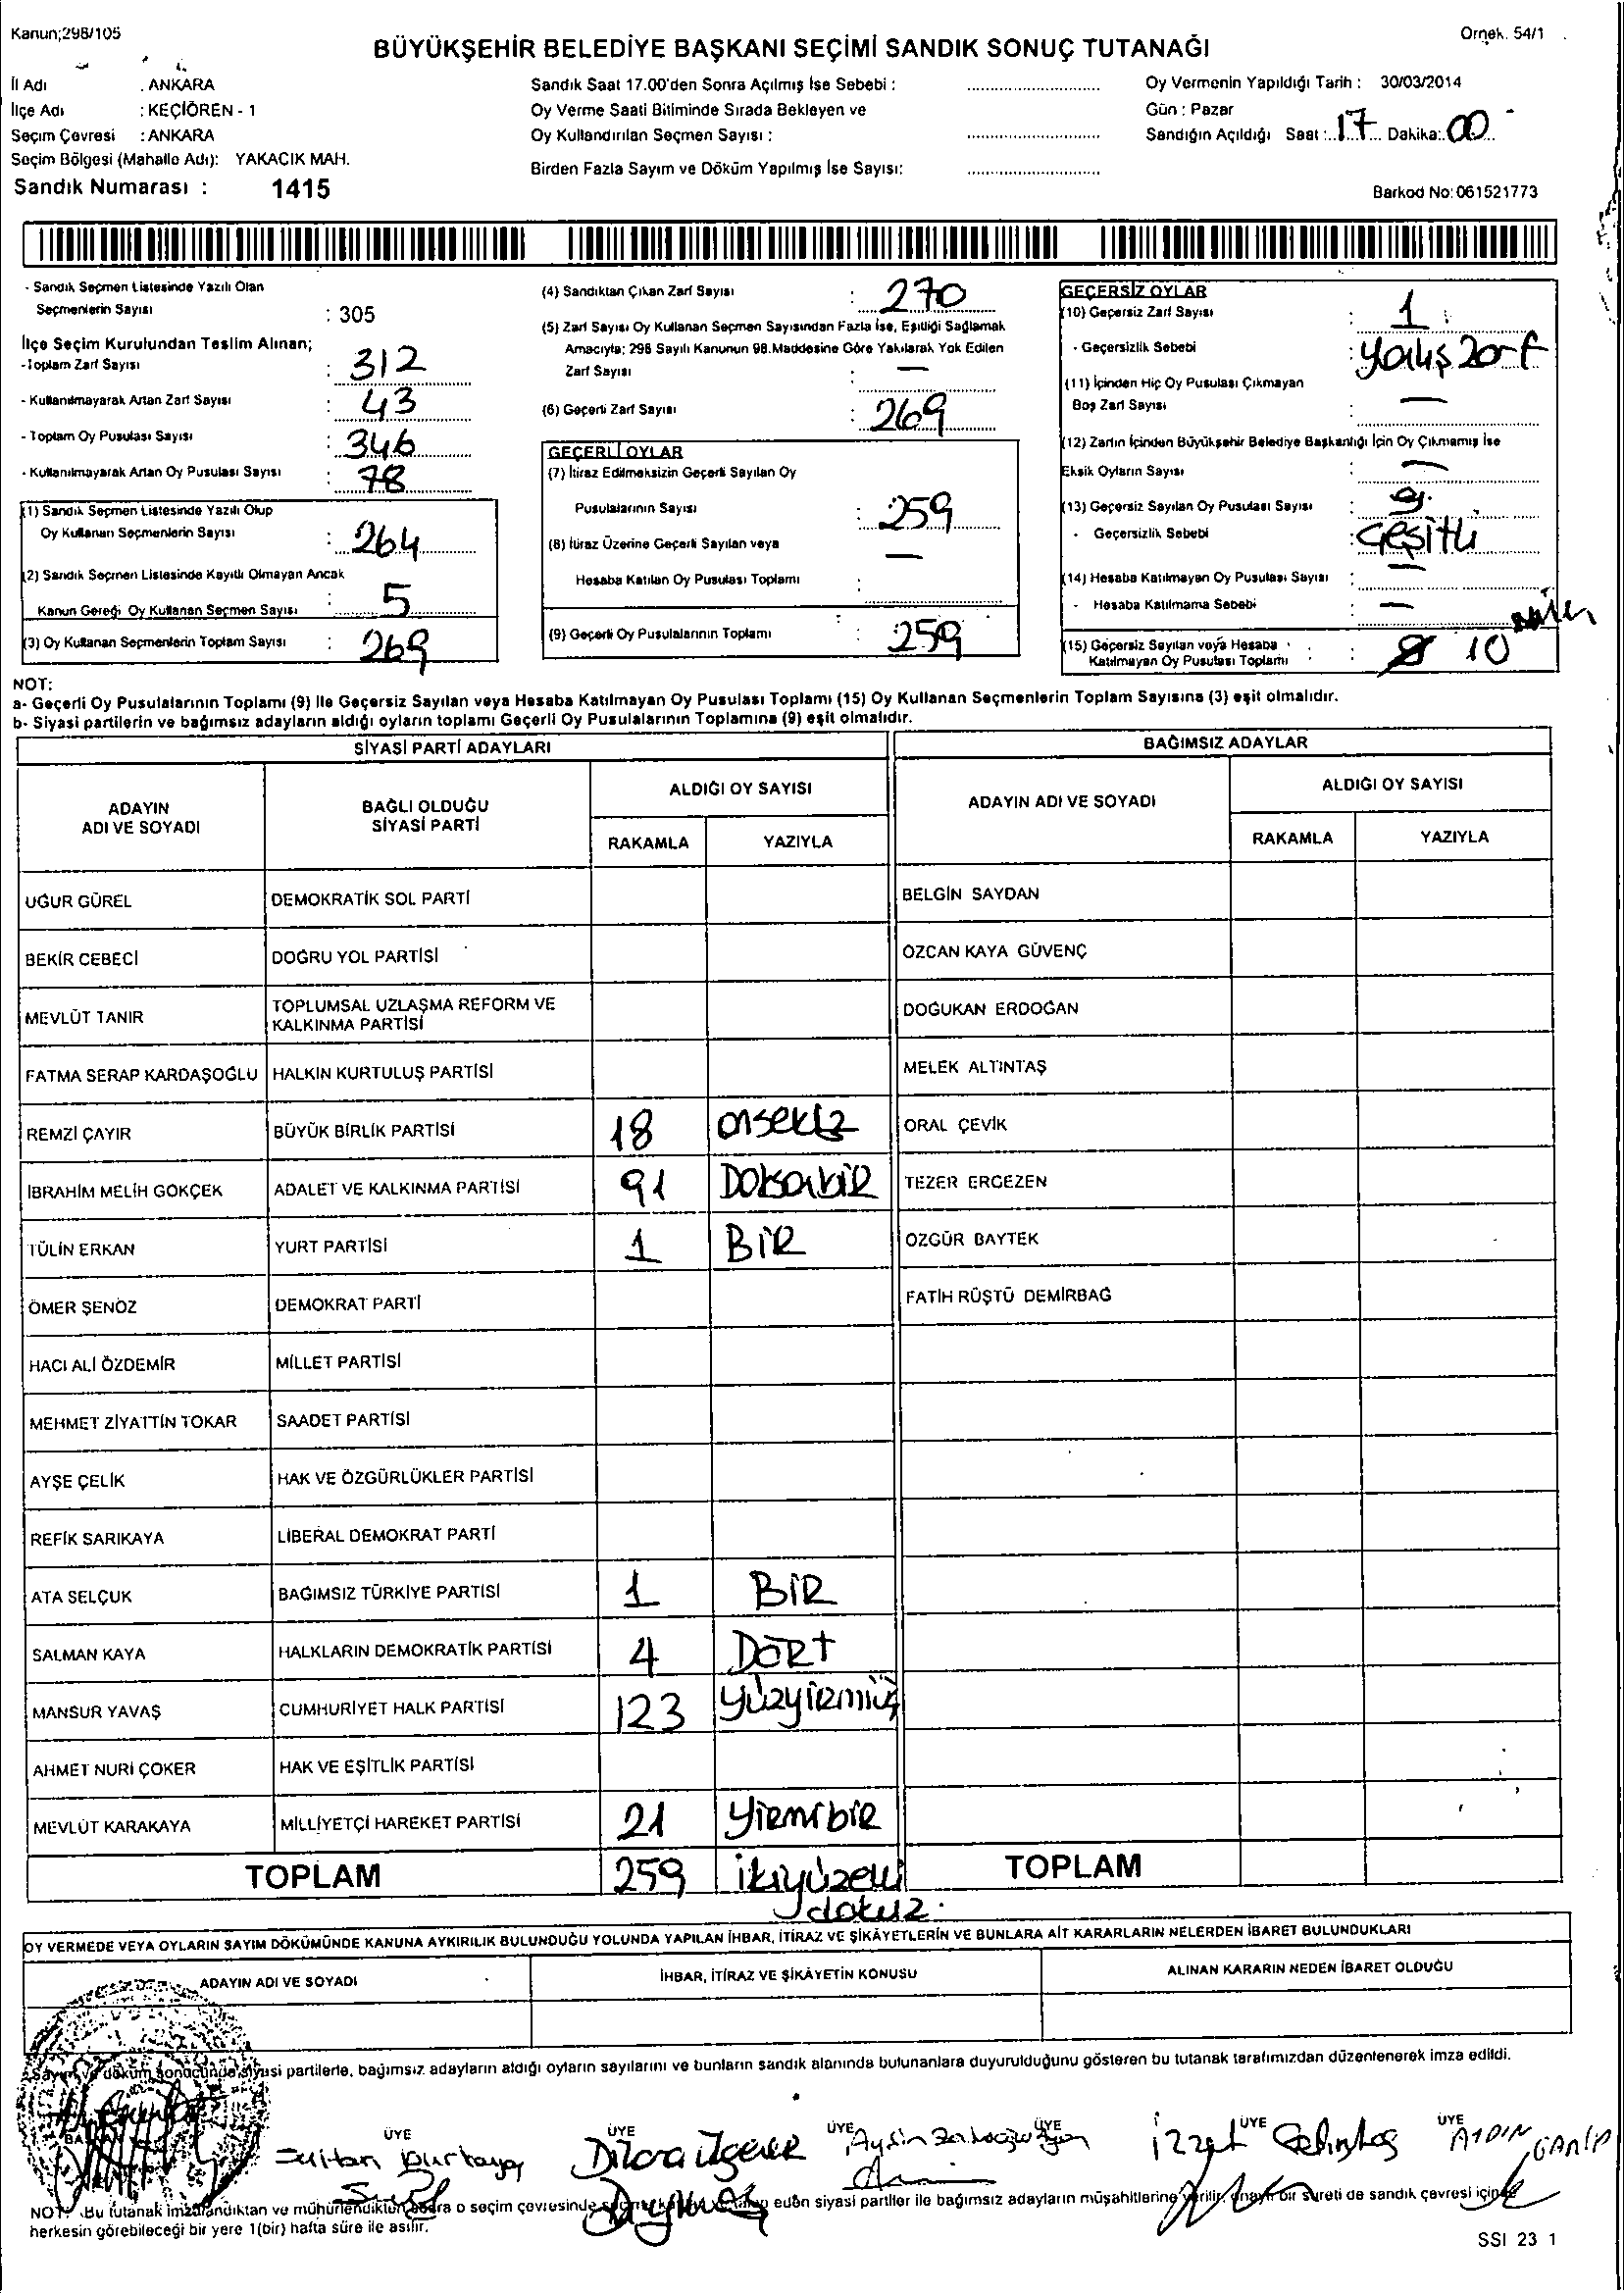 Kanun;298/105
Örnek. 54/1
BÜYÜKŞEHİR BELEDİYE BAŞKANI SEÇİMİ SANDIK SONUÇ TUTANAĞI
İl Adı : ANKARA
İlçe Adı : KEÇİÖREN - 1
Seçim Çevresi : ANKARA
Seçim Bölgesi (Mahalle Adı): YAKACIK MAH.
Sandık Numarası : 1415
Sandık Saat 17.00'den Sonra Açılmış İse Sebebi :
Oy Verme Saati Bitiminde Sırada Bekleyen ve
Oy Kullandırılan Seçmen Sayısı :
Birden Fazla Sayım ve Döküm Yapılmış İse Sayısı:
Oy Vermenin Yapıldığı Tarih : 30/03/2014
Gün : Pazar
Sandığın Açıldığı Saat : 17 Dakika: 00
Barkod No: 061521773
- Sandık Seçmen Listesinde Yazılı Olan
Seçmenlerin Sayısı : 305
İlçe Seçim Kurulundan Teslim Alınan;
-Toplam Zarf Sayısı : 312
- Kullanılmayarak Artan Zarf Sayısı : 43
- Toplam Oy Pusulası Sayısı : 346
- Kullanılmayarak Artan Oy Pusulası Sayısı : 78
(1) Sandık Seçmen Listesinde Yazılı Olup
Oy Kullanan Seçmenlerin Sayısı : 264
(2) Sandık Seçmen Listesinde Kayıtlı Olmayan Ancak
Kanun Gereği Oy Kullanan Seçmen Sayısı : 5
(3) Oy Kullanan Seçmenlerin Toplam Sayısı : 269
(4) Sandıktan Çıkan Zarf Sayısı : 270
(5) Zarf Sayısı Oy Kullanan Seçmen Sayısından Fazla İse, Eşitliği Sağlamak
Amacıyla; 298 Sayılı Kanunun 98.Maddesine Göre Yakılarak Yok Edilen
Zarf Sayısı : —
(6) Geçerli Zarf Sayısı : 269
GEÇERLİ OYLAR
(7) İtiraz Edilmeksizin Geçerli Sayılan Oy
Pusulalarının Sayısı : 259
(8) İtiraz Üzerine Geçerli Sayılan veya
Hesaba Katılan Oy Pusulası Toplamı : —
(9) Geçerli Oy Pusulalarının Toplamı : 259
GEÇERSİZ OYLAR
(10) Geçersiz Zarf Sayısı : 1
- Geçersizlik Sebebi : yalış zarf
(11) İçinden Hiç Oy Pusulası Çıkmayan
Boş Zarf Sayısı : —
(12) Zarfın İçinden Büyükşehir Belediye Başkanlığı İçin Oy Çıkmamış İse
Eksik Oyların Sayısı : —
(13) Geçersiz Sayılan Oy Pusulası Sayısı : 9
- Geçersizlik Sebebi : Çeşitli
(14) Hesaba Katılmayan Oy Pusulası Sayısı : —
- Hesaba Katılmama Sebebi : —
(15) Geçersiz Sayılan veya Hesaba
Katılmayan Oy Pusulası Toplamı : 10
NOT:
a- Geçerli Oy Pusulalarının Toplamı (9) İle Geçersiz Sayılan veya Hesaba Katılmayan Oy Pusulası Toplamı (15) Oy Kullanan Seçmenlerin Toplam Sayısına (3) eşit olmalıdır.
b- Siyasi partilerin ve bağımsız adayların aldığı oyların toplamı Geçerli Oy Pusulalarının Toplamına (9) eşit olmalıdır.
SİYASİ PARTİ ADAYLARI
BAĞIMSIZ ADAYLAR
ADAYIN ADI VE SOYADI
BAĞLI OLDUĞU SİYASİ PARTİ
ALDIĞI OY SAYISI
RAKAMLA YAZIYLA
ADAYIN ADI VE SOYADI
ALDIĞI OY SAYISI
RAKAMLA YAZIYLA
UĞUR GÜREL DEMOKRATİK SOL PARTİ BELGİN SAYDAN
BEKİR CEBECİ DOĞRU YOL PARTİSİ ÖZCAN KAYA GÜVENÇ
MEVLÜT TANIR TOPLUMSAL UZLAŞMA REFORM VE KALKINMA PARTİSİ DOĞUKAN ERDOĞAN
FATMA SERAP KARDAŞOĞLU HALKIN KURTULUŞ PARTİSİ MELEK ALTINTAŞ
REMZİ ÇAYIR BÜYÜK BİRLİK PARTİSİ 18 onsekiz ORAL ÇEVİK
İBRAHİM MELİH GÖKÇEK ADALET VE KALKINMA PARTİSİ 91 Doksanbir TEZER ERGEZEN
TÜLİN ERKAN YURT PARTİSİ 1 BİR ÖZGÜR BAYTEK
ÖMER ŞENÖZ DEMOKRAT PARTİ FATİH RÜŞTÜ DEMİRBAĞ
HACI ALİ ÖZDEMİR MİLLET PARTİSİ
MEHMET ZİYATTİN TOKAR SAADET PARTİSİ
AYŞE ÇELİK HAK VE ÖZGÜRLÜKLER PARTİSİ
REFİK SARIKAYA LİBERAL DEMOKRAT PARTİ
ATA SELÇUK BAĞIMSIZ TÜRKİYE PARTİSİ 1 BİR
SALMAN KAYA HALKLARIN DEMOKRATİK PARTİSİ 4 DÖRT
MANSUR YAVAŞ CUMHURİYET HALK PARTİSİ 123 yüzyirmiüç
AHMET NURİ ÇOKER HAK VE EŞİTLİK PARTİSİ
MEVLÜT KARAKAYA MİLLİYETÇİ HAREKET PARTİSİ 21 yirmibir
TOPLAM 259 ikiyüzelli dokuz TOPLAM
OY VERMEDE VEYA OYLARIN SAYIM DÖKÜMÜNDE KANUNA AYKIRILIK BULUNDUĞU YOLUNDA YAPILAN İHBAR, İTİRAZ VE ŞİKÂYETLERİN VE BUNLARA AİT KARARLARIN NELERDEN İBARET BULUNDUKLARI
ADAYIN ADI VE SOYADI İHBAR, İTİRAZ VE ŞİKÂYETİN KONUSU ALINAN KARARIN NEDEN İBARET OLDUĞU
Sayım ve döküm sonucunda siyasi partilerle, bağımsız adayların aldığı oyların sayılarını ve bunların sandık alanında bulunanlara duyurulduğunu gösteren bu tutanak tarafımızdan düzenlenerek imza edildi.
ÜYE ÜYE ÜYE ÜYE ÜYE ÜYE
Sultan Dilara Aydın İzzet AYDIN GARİP
NOT: Bu tutanak imzalandıktan ve mühürlendikten sonra o seçim çevresinde eden siyasi partiler ile bağımsız adayların müşahitlerine verilir, onaylı bir sureti de sandık çevresi içinde
herkesin görebileceği bir yere 1(bir) hafta süre ile asılır.
SSI 23 1